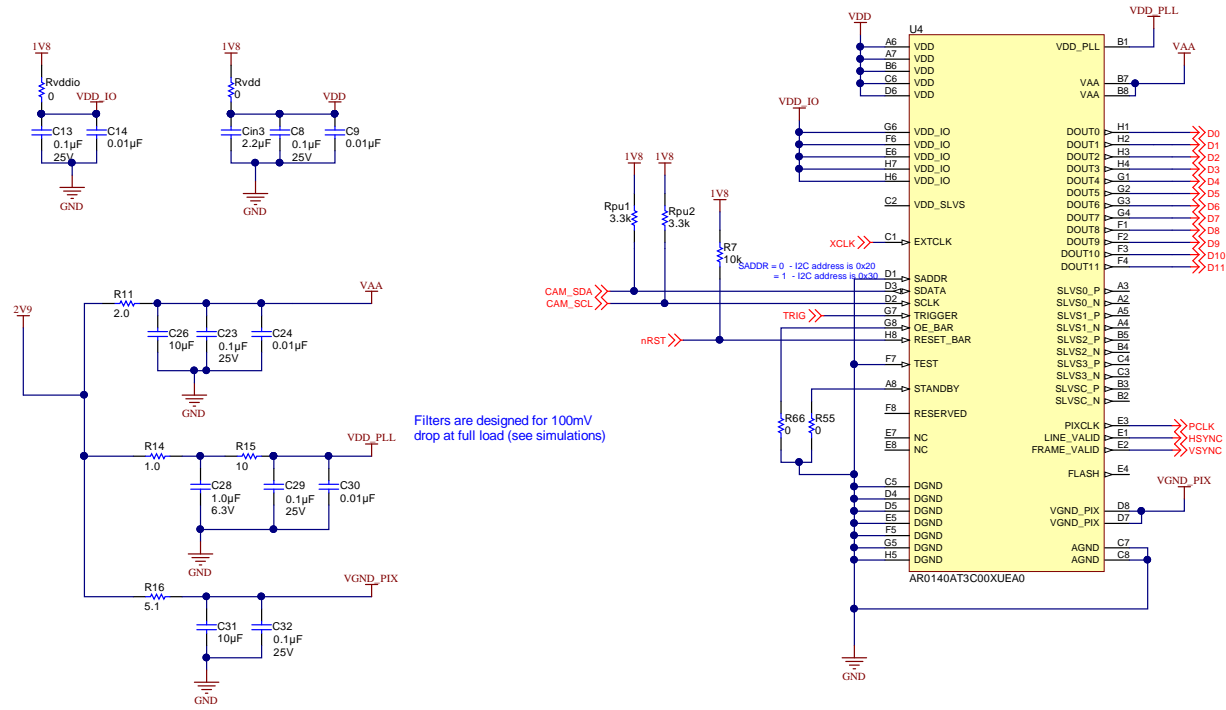 1V8
Rvddio
0
VDD_IO
C13
0.1µF
25V
C14
0.01µF
GND
1V8
Rvdd
0
VDD
Cin3
2.2µF
C8
0.1µF
25V
C9
0.01µF
GND
2V9
R11
2.0
VAA
C26
10µF
C23
0.1µF
25V
C24
0.01µF
GND
R14
1.0
R15
10
VDD_PLL
C28
1.0µF
6.3V
C29
0.1µF
25V
C30
0.01µF
GND
R16
5.1
VGND_PIX
C31
10µF
C32
0.1µF
25V
GND
Filters are designed for 100mV
drop at full load (see simulations)
VDD
VDD_IO
1V8
1V8
Rpu1
3.3k
Rpu2
3.3k
1V8
R7
10k
SADDR = 0 - I2C address is 0x20
= 1 - I2C address is 0x30
XCLK
CAM_SDA
CAM_SCL
TRIG
nRST
R66
0
R55
0
GND
U4
A6 VDD
A7 VDD
B6 VDD
C6 VDD
D6 VDD
G6 VDD_IO
F6 VDD_IO
E6 VDD_IO
H7 VDD_IO
H6 VDD_IO
C2 VDD_SLVS
C1 EXTCLK
D1 SADDR
D3 SDATA
D2 SCLK
G7 TRIGGER
G8 OE_BAR
H8 RESET_BAR
F7 TEST
A8 STANDBY
F8 RESERVED
E7 NC
E8 NC
C5 DGND
D4 DGND
D5 DGND
E5 DGND
F5 DGND
G5 DGND
H5 DGND
VDD_PLL
VAA
VDD_PLL B1
VAA B7
VAA B8
DOUT0 H1 D0
DOUT1 H2 D1
DOUT2 H3 D2
DOUT3 H4 D3
DOUT4 G1 D4
DOUT5 G2 D5
DOUT6 G3 D6
DOUT7 G4 D7
DOUT8 F1 D8
DOUT9 F2 D9
DOUT10 F3 D10
DOUT11 F4 D11
SLVS0_P A3
SLVS0_N A2
SLVS1_P A5
SLVS1_N A4
SLVS2_P B5
SLVS2_N B4
SLVS3_P C4
SLVS3_N C3
SLVSC_P B3
SLVSC_N B2
PIXCLK E3 PCLK
LINE_VALID E1 HSYNC
FRAME_VALID E2 VSYNC
FLASH E4
VGND_PIX
VGND_PIX D8
VGND_PIX D7
AGND C7
AGND C8
AR0140AT3C00XUEA0